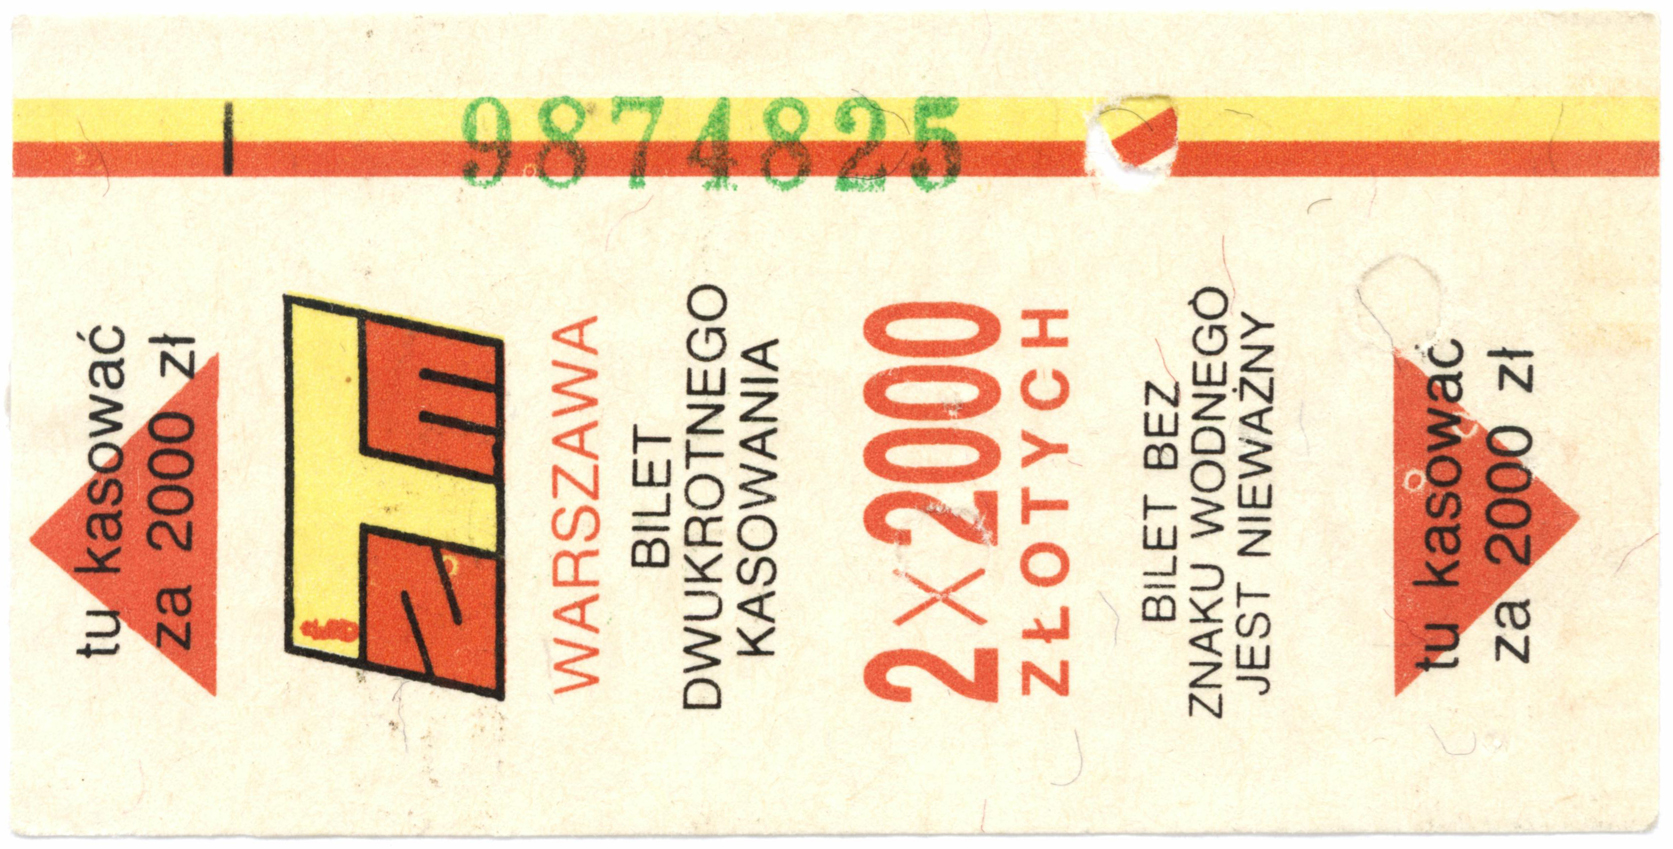 9874825
tu kasować
za 2000 zł
ZTM
WARSZAWA
BILET
DWUKROTNEGO
KASOWANIA
2 x 2000
ZŁOTYCH
BILET BEZ
ZNAKU WODNEGO
JEST NIEWAŻNY
tu kasować
za 2000 zł